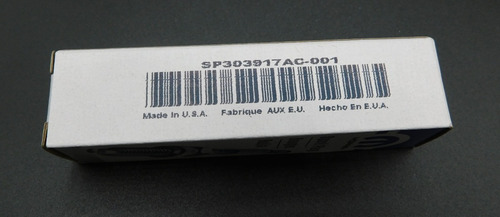 SP303917AC-001
Made In U.S.A. Fabrique AUX E.U. Hecho En E.U.A.